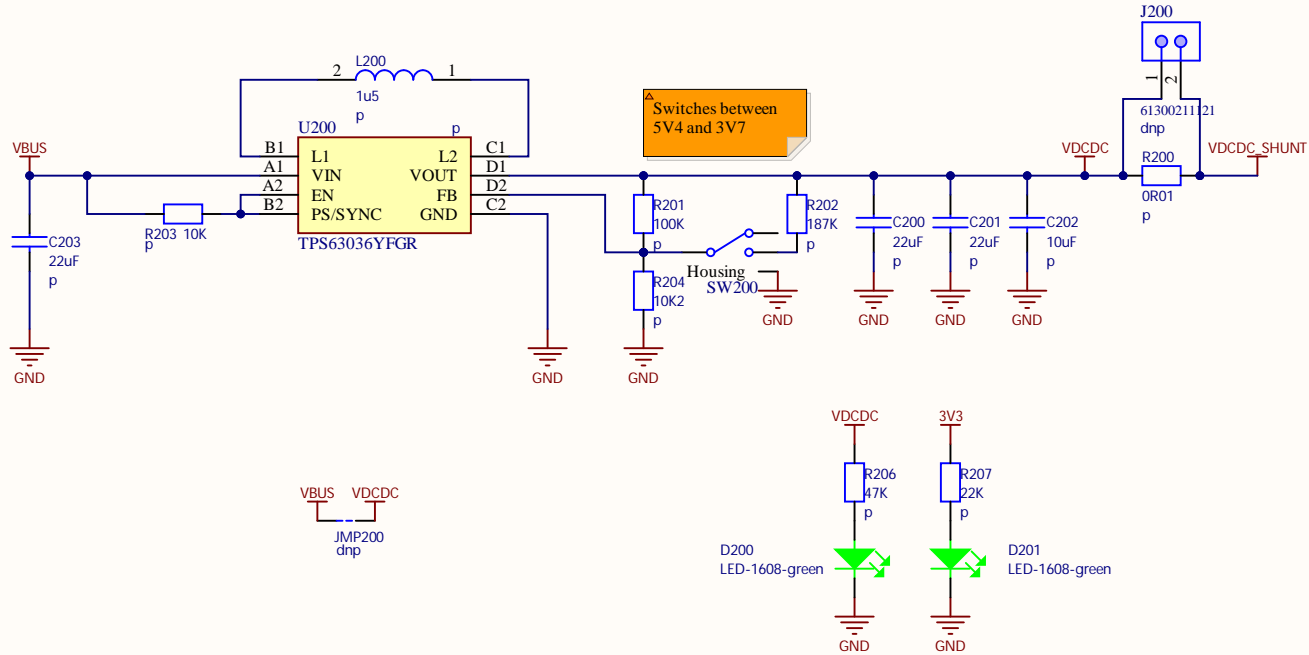 J200
1
2
61300211121
dnp
L200
2
1
1u5
p
p
Switches between
5V4 and 3V7
U200
B1
A1
A2
B2
L1
VIN
EN
PS/SYNC
L2
VOUT
FB
GND
C1
D1
D2
C2
TPS63036YFGR
VBUS
C203
22uF
p
GND
R203 10K
p
GND
R201
100K
p
R204
10K2
p
GND
Housing
SW200
GND
R202
187K
p
C200
22uF
p
GND
C201
22uF
p
GND
C202
10uF
p
GND
VDCDC
R200
0R01
p
VDCDC_SHUNT
VBUS
VDCDC
JMP200
dnp
VDCDC
R206
47K
p
D200
LED-1608-green
GND
3V3
R207
22K
p
D201
LED-1608-green
GND